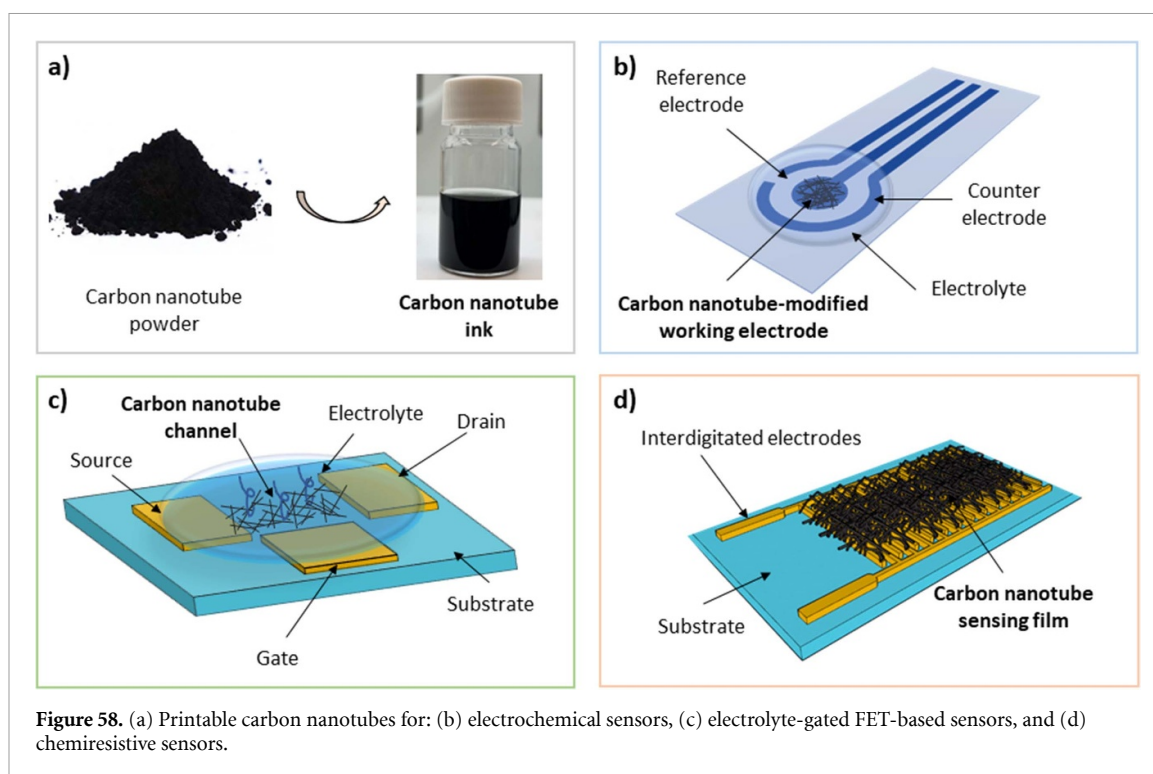 a)
Carbon nanotube
powder
Carbon nanotube
ink
b)
Reference
electrode
Counter
electrode
Electrolyte
Carbon nanotube-modified
working electrode
c)
Carbon nanotube
channel
Electrolyte
Drain
Source
Substrate
Gate
d)
Interdigitated electrodes
Substrate
Carbon nanotube
sensing film
Figure 58. (a) Printable carbon nanotubes for: (b) electrochemical sensors, (c) electrolyte-gated FET-based sensors, and (d)
chemiresistive sensors.